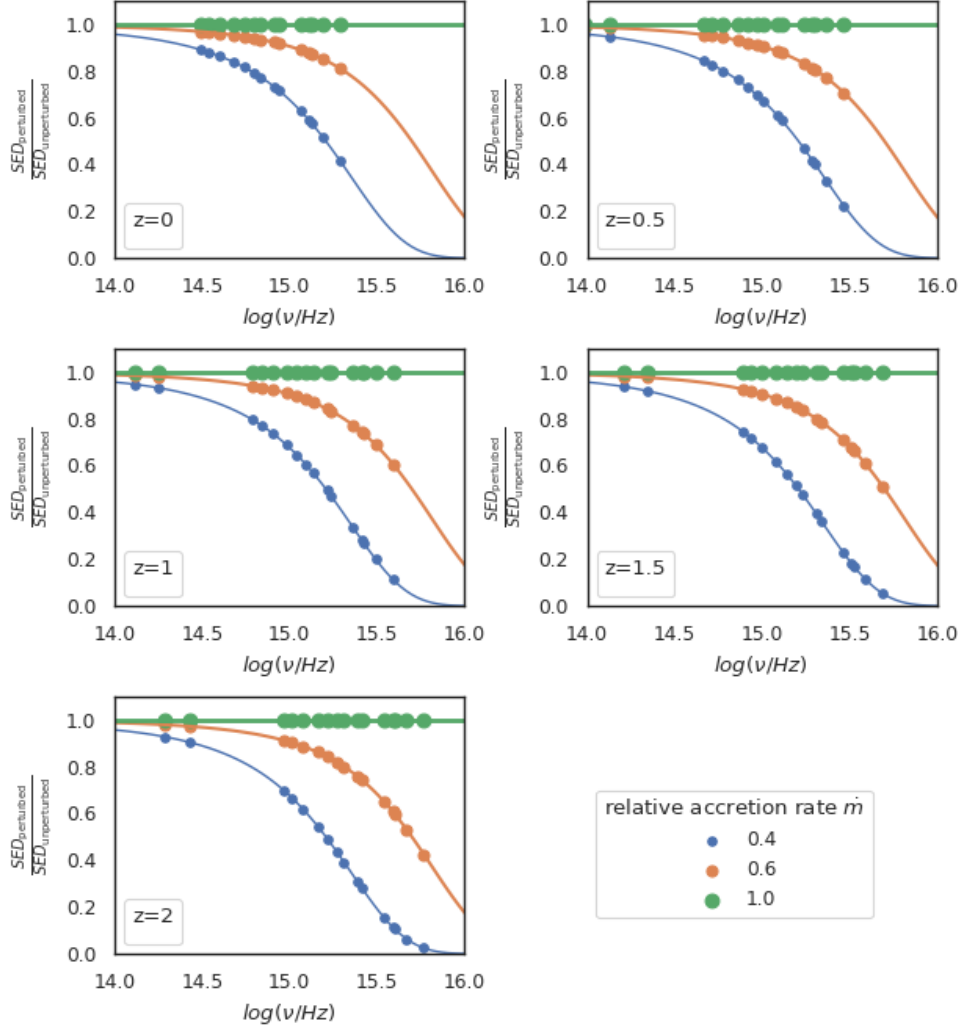 1.0 0.8 0.6 0.4 0.2 0.0
SED_perturbed
SED_unperturbed
z=0
14.0 14.5 15.0 15.5 16.0
log(ν/Hz)
1.0 0.8 0.6 0.4 0.2 0.0
SED_perturbed
SED_unperturbed
z=0.5
14.0 14.5 15.0 15.5 16.0
log(ν/Hz)
1.0 0.8 0.6 0.4 0.2 0.0
SED_perturbed
SED_unperturbed
z=1
14.0 14.5 15.0 15.5 16.0
log(ν/Hz)
1.0 0.8 0.6 0.4 0.2 0.0
SED_perturbed
SED_unperturbed
z=1.5
14.0 14.5 15.0 15.5 16.0
log(ν/Hz)
1.0 0.8 0.6 0.4 0.2 0.0
SED_perturbed
SED_unperturbed
z=2
14.0 14.5 15.0 15.5 16.0
log(ν/Hz)
relative accretion rate ṁ
0.4
0.6
1.0